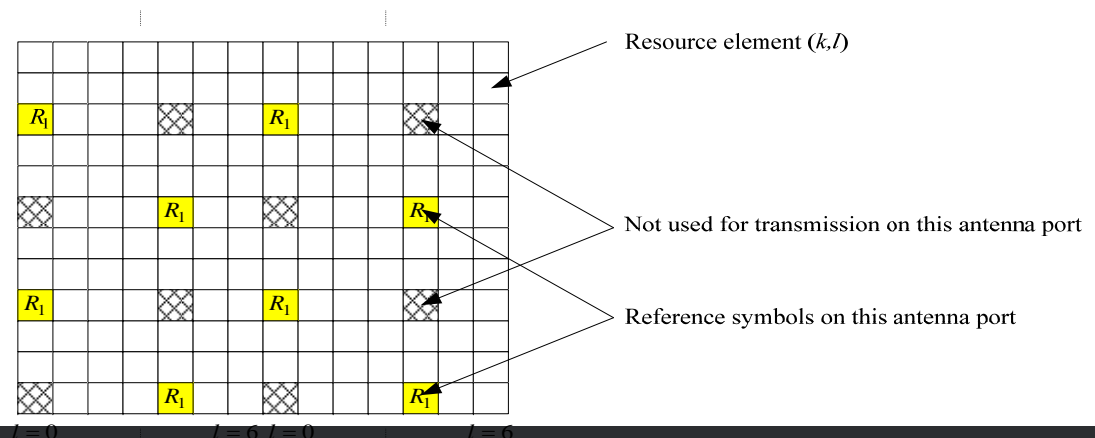 Resource element (k,l)
R1 R1
R1 R1
Not used for transmission on this antenna port
R1 R1
Reference symbols on this antenna port
R1 R1
l = 0 l = 6 l = 0 l = 6